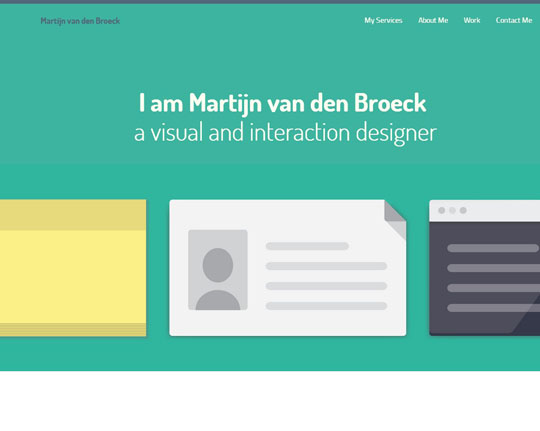 Martijn van den Broeck
My Services About Me Work Contact Me
I am Martijn van den Broeck
a visual and interaction designer